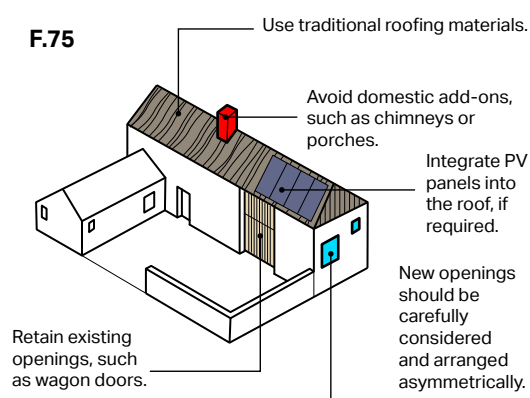 F.75
Use traditional roofing materials.
Avoid domestic add-ons,
such as chimneys or
porches.
Integrate PV
panels into
the roof, if
required.
New openings
should be
carefully
considered
and arranged
asymmetrically.
Retain existing
openings, such
as wagon doors.